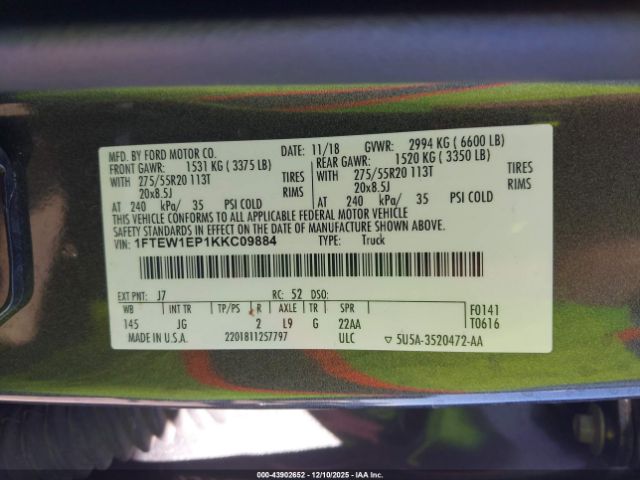 MFD. BY FORD MOTOR CO. DATE: 11/18 GVWR: 2994 KG ( 6600 LB)
FRONT GAWR: 1531 KG ( 3375 LB) REAR GAWR: 1520 KG ( 3350 LB)
WITH 275/55R20 113T TIRES WITH 275/55R20 113T TIRES
20x8.5J RIMS 20x8.5J RIMS
AT 240 kPa/ 35 PSI COLD AT 240 kPa/ 35 PSI COLD
THIS VEHICLE CONFORMS TO ALL APPLICABLE FEDERAL MOTOR VEHICLE
SAFETY STANDARDS IN EFFECT ON THE DATE OF MANUFACTURE SHOWN ABOVE.
VIN: 1FTEW1EP1KKC09884 TYPE: Truck
EXT PNT: J7 RC: 52 DSO:
WB INT TR TP/PS R AXLE TR SPR F0141
145 JG 2 L9 G 22AA T0616
MADE IN U.S.A. 2201811257797 ULC 5U5A-3520472-AA
000-43902652 - 12/10/2025 - IAA Inc.